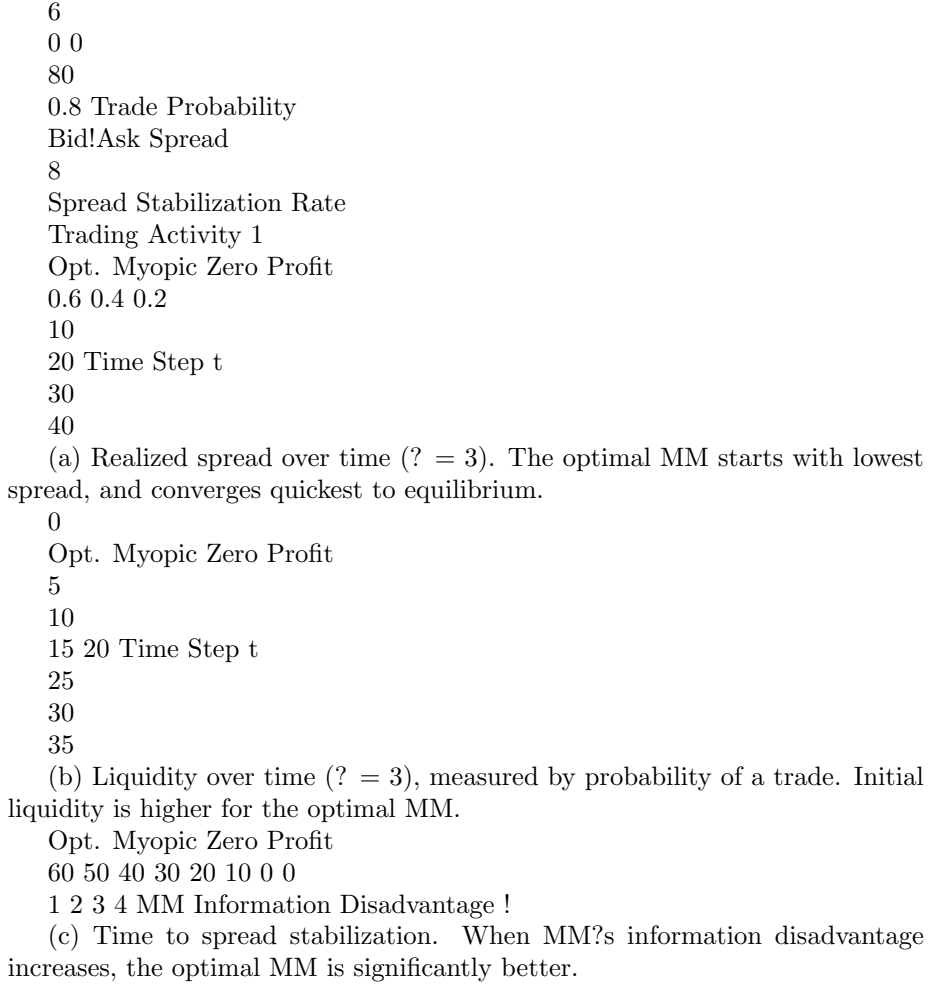 6
0 0
80
0.8 Trade Probability
Bid!Ask Spread
8
Spread Stabilization Rate
Trading Activity 1
Opt. Myopic Zero Profit
0.6 0.4 0.2
10
20 Time Step t
30
40
(a) Realized spread over time (? = 3). The optimal MM starts with lowest
spread, and converges quickest to equilibrium.
0
Opt. Myopic Zero Profit
5
10
15 20 Time Step t
25
30
35
(b) Liquidity over time (? = 3), measured by probability of a trade. Initial
liquidity is higher for the optimal MM.
Opt. Myopic Zero Profit
60 50 40 30 20 10 0 0
1 2 3 4 MM Information Disadvantage !
(c) Time to spread stabilization. When MM?s information disadvantage
increases, the optimal MM is significantly better.